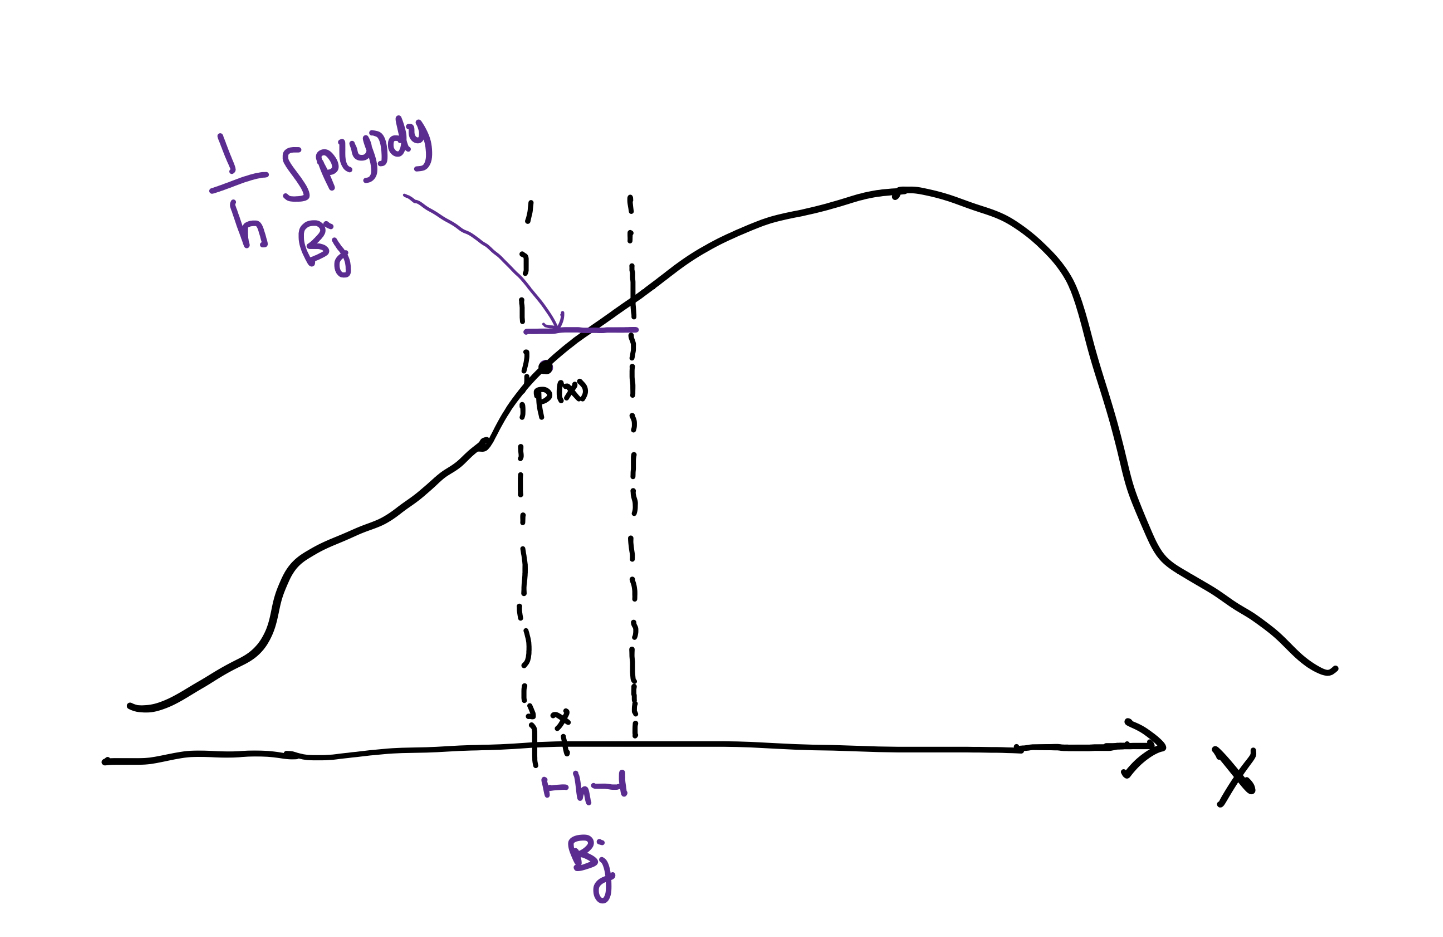 1/h ∫ p(y)dy
Bj
p(x)
x
h
X
Bj